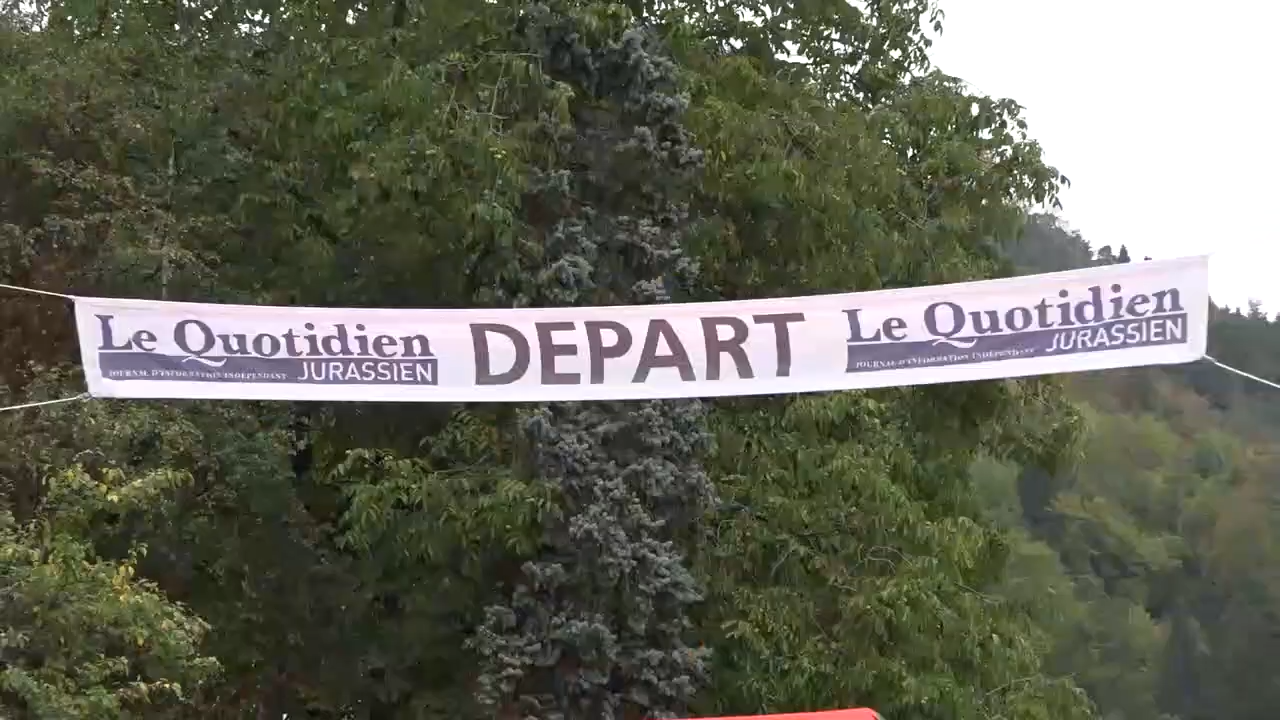 Le Quotidien
JOURNAL D'INFORMATION INDEPENDANT JURASSIEN
DEPART
Le Quotidien
JOURNAL D'INFORMATION INDEPENDANT JURASSIEN